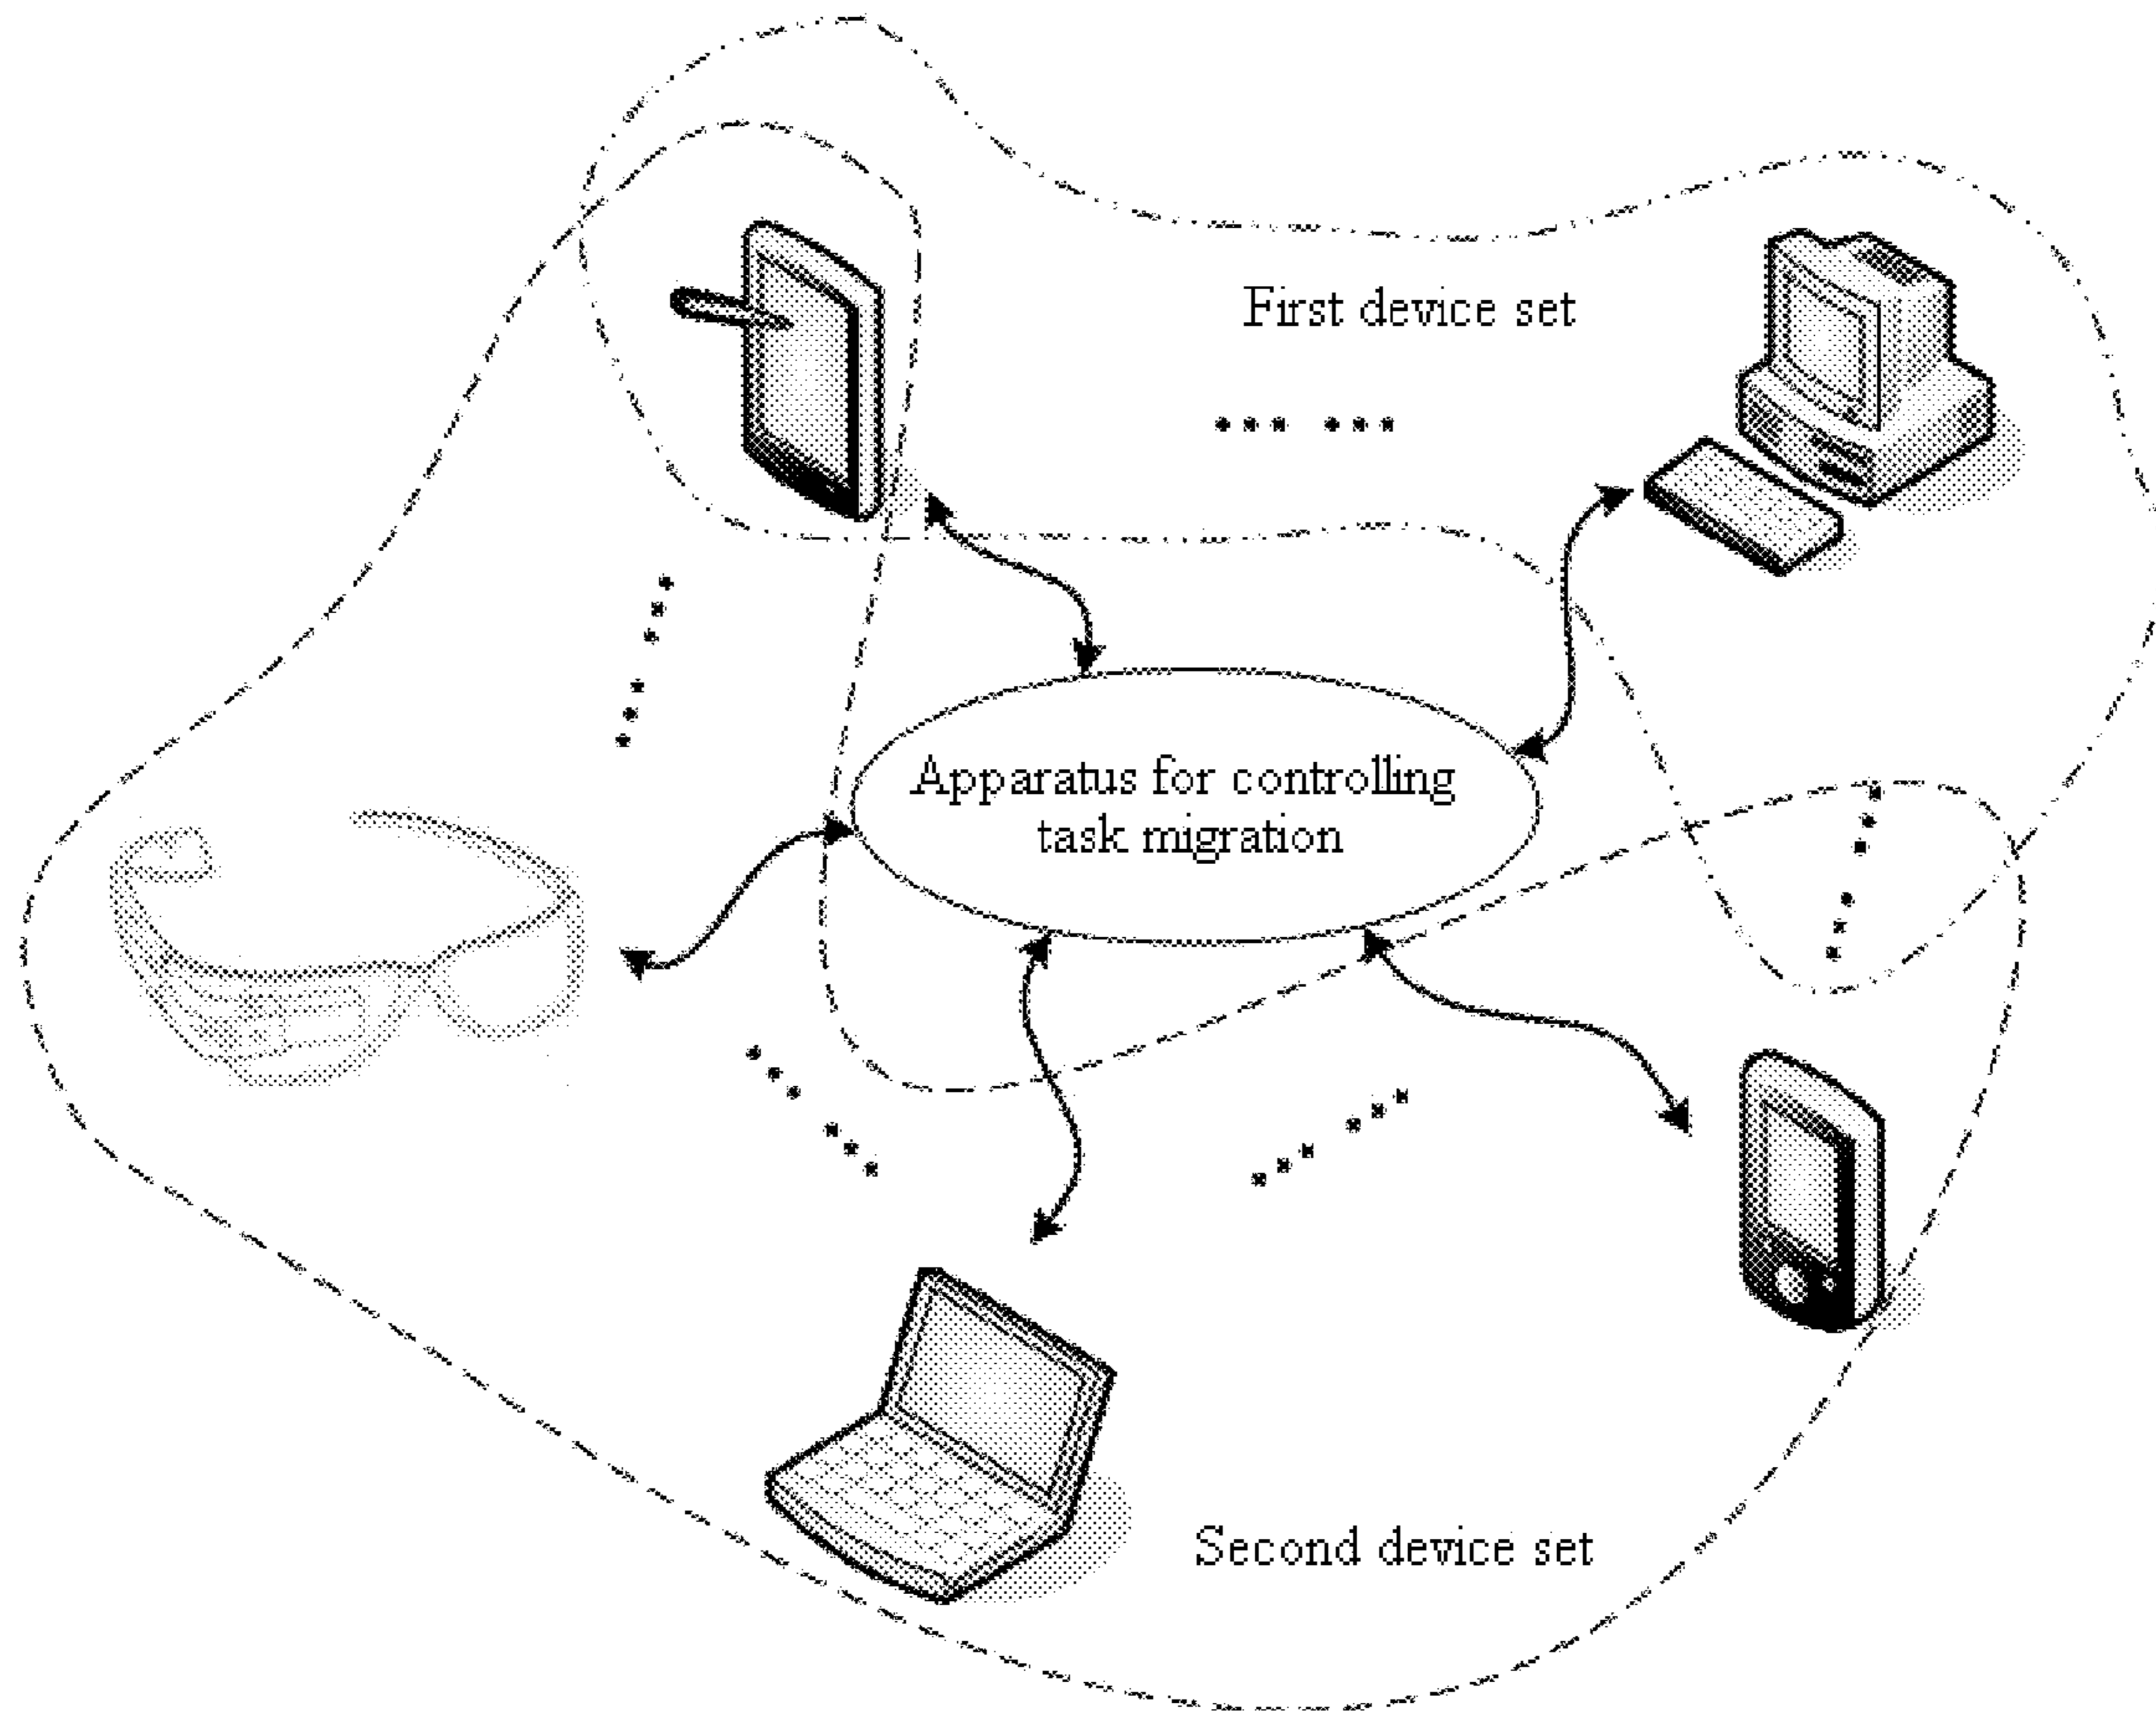 First device set
Apparatus for controlling
task migration
Second device set